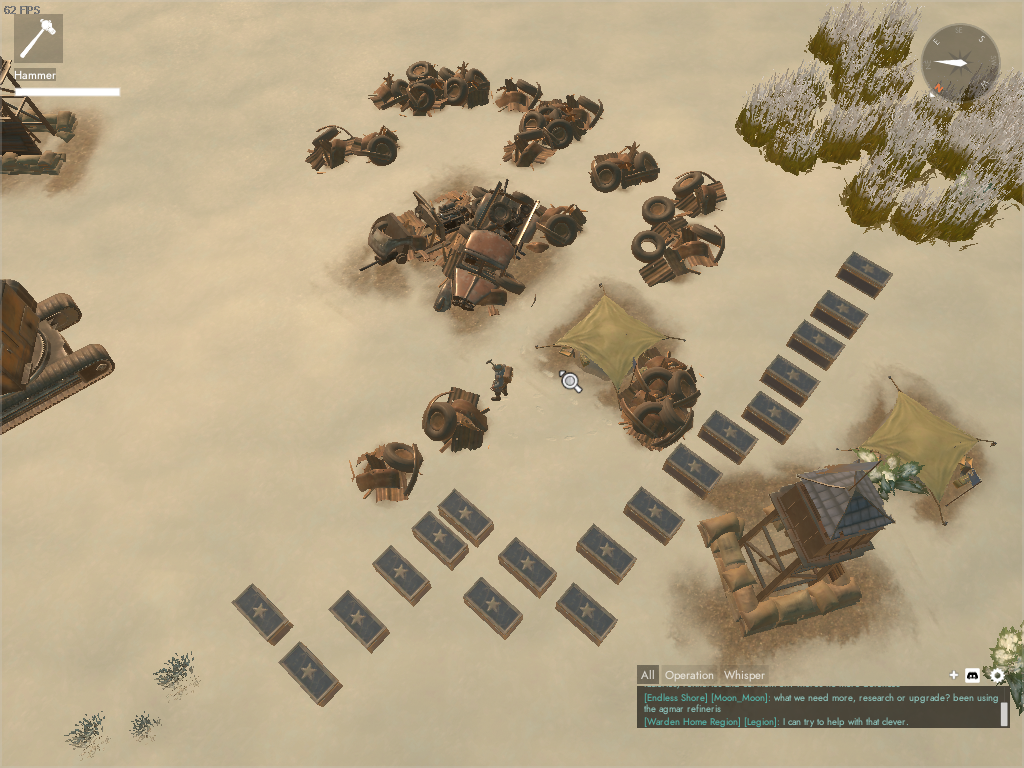 62 FPS
Hammer
All Operation Whisper
[Endless Shore] [Moon_Moon]: what we need more, research or upgrade? been using
the agmar refineris
[Warden Home Region] [Legion]: I can try to help with that clever.